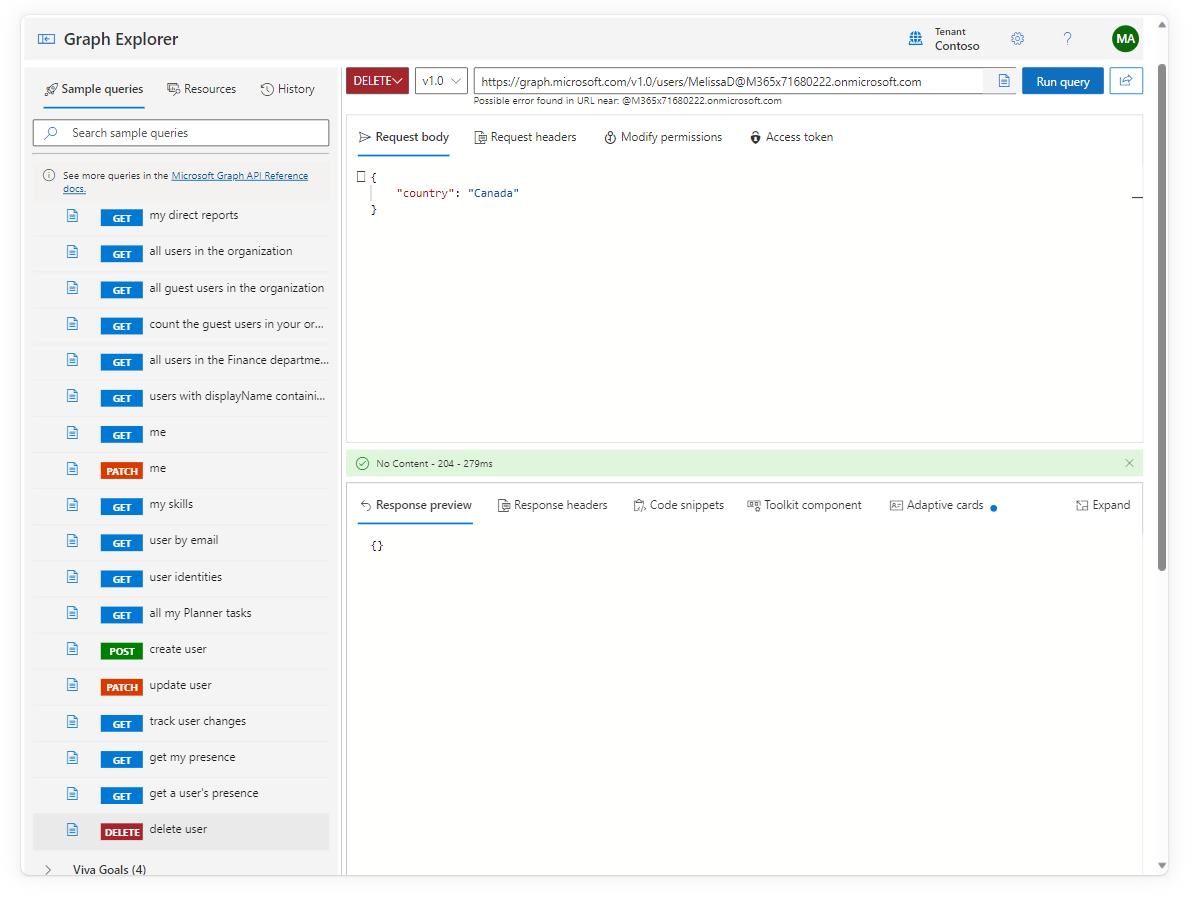 Graph Explorer
Tenant
Contoso
?
MA
Sample queries
Resources
History
Search sample queries
See more queries in the Microsoft Graph API Reference
docs.
GET my direct reports
GET all users in the organization
GET all guest users in the organization
GET count the guest users in your or...
GET all users in the Finance departme...
GET users with displayName containi...
GET me
PATCH me
GET my skills
GET user by email
GET user identities
GET all my Planner tasks
POST create user
PATCH update user
GET track user changes
GET get my presence
GET get a user's presence
DELETE delete user
Viva Goals (4)
DELETE
v1.0
https://graph.microsoft.com/v1.0/users/MelissaD@M365x71680222.onmicrosoft.com
Run query
Possible error found in URL near: @M365x71680222.onmicrosoft.com
Request body
Request headers
Modify permissions
Access token
{
"country": "Canada"
}
No Content - 204 - 279ms
Response preview
Response headers
Code snippets
Toolkit component
Adaptive cards
Expand
{}